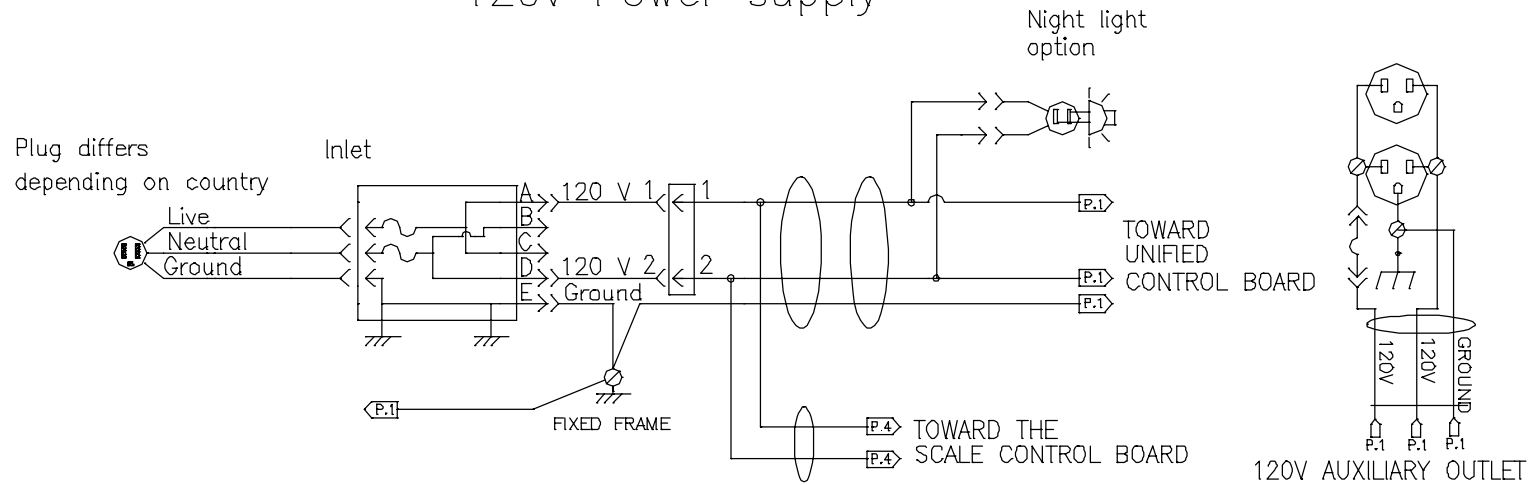 120V Power supply
Night light
option
Plug differs
depending on country
Inlet
Live
Neutral
Ground
A
B
C
D
E
120 V 1
1
120 V 2
2
Ground
P.1
P.1
P.1
TOWARD
UNIFIED
CONTROL BOARD
P.1
FIXED FRAME
P.4
P.4
TOWARD THE
SCALE CONTROL BOARD
120V
120V
GROUND
P.1
P.1
P.1
120V AUXILIARY OUTLET